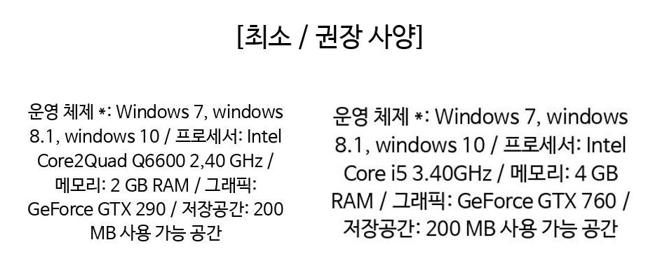 [최소 / 권장 사양]
운영 체제 *: Windows 7, windows
8.1, windows 10 / 프로세서: Intel
Core2Quad Q6600 2,40 GHz /
메모리: 2 GB RAM / 그래픽:
GeForce GTX 290 / 저장공간: 200
MB 사용 가능 공간
운영 체제 *: Windows 7, windows
8.1, windows 10 / 프로세서: Intel
Core i5 3.40GHz / 메모리: 4 GB
RAM / 그래픽: GeForce GTX 760 /
저장공간: 200 MB 사용 가능 공간